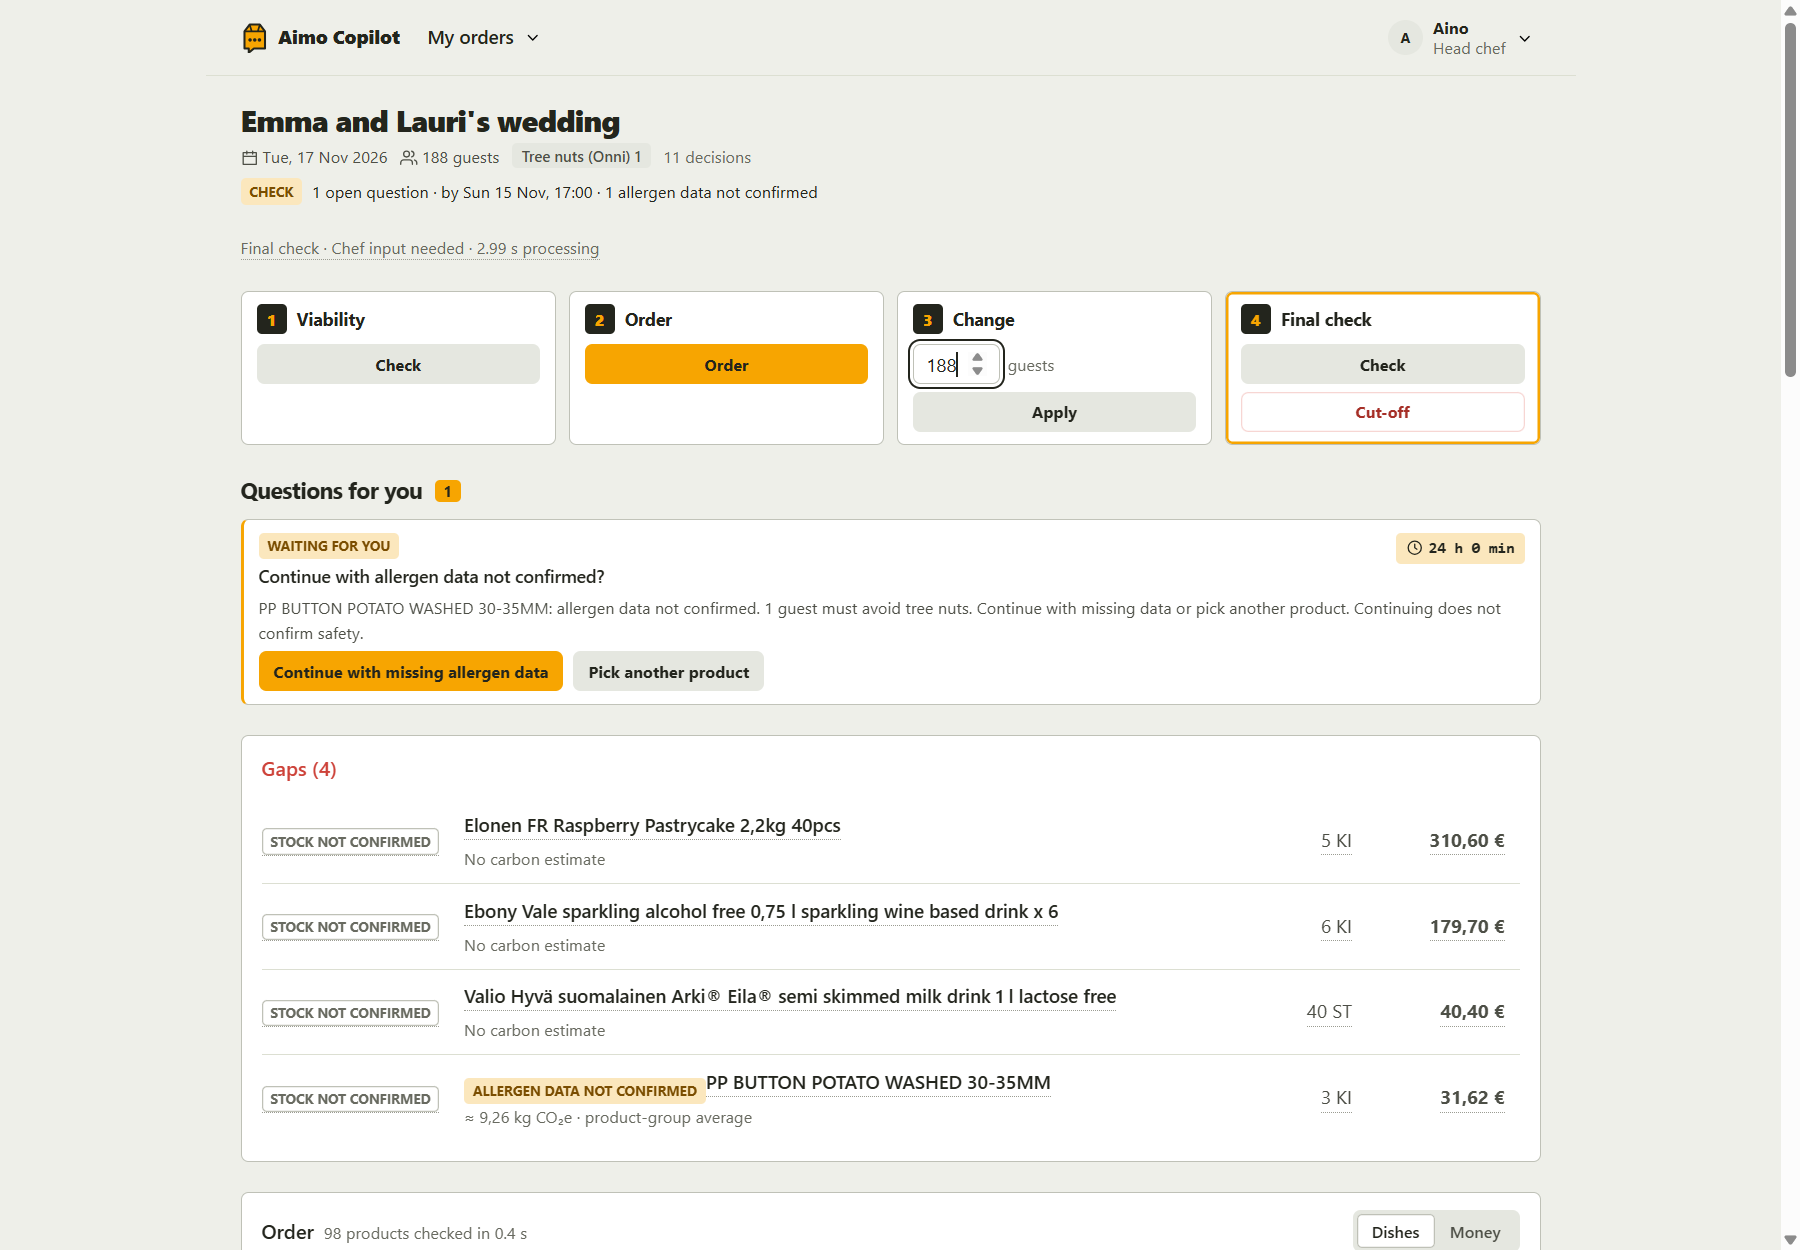 Aimo Copilot
My orders
A
Aino
Head chef
Emma and Lauri's wedding
Tue, 17 Nov 2026 188 guests Tree nuts (Onni) 1 11 decisions
CHECK 1 open question · by Sun 15 Nov, 17:00 · 1 allergen data not confirmed
Final check · Chef input needed · 2.99 s processing
1 Viability
Check
2 Order
Order
3 Change
188 guests
Apply
4 Final check
Check
Cut-off
Questions for you 1
WAITING FOR YOU
24 h 0 min
Continue with allergen data not confirmed?
PP BUTTON POTATO WASHED 30-35MM: allergen data not confirmed. 1 guest must avoid tree nuts. Continue with missing data or pick another product. Continuing does not
confirm safety.
Continue with missing allergen data
Pick another product
Gaps (4)
STOCK NOT CONFIRMED Elonen FR Raspberry Pastrycake 2,2kg 40pcs 5 KI 310,60 €
No carbon estimate
STOCK NOT CONFIRMED Ebony Vale sparkling alcohol free 0,75 l sparkling wine based drink x 6 6 KI 179,70 €
No carbon estimate
STOCK NOT CONFIRMED Valio Hyvä suomalainen Arki® Eila® semi skimmed milk drink 1 l lactose free 40 ST 40,40 €
No carbon estimate
STOCK NOT CONFIRMED ALLERGEN DATA NOT CONFIRMED PP BUTTON POTATO WASHED 30-35MM 3 KI 31,62 €
≈ 9,26 kg CO₂e · product-group average
Order 98 products checked in 0.4 s
Dishes Money